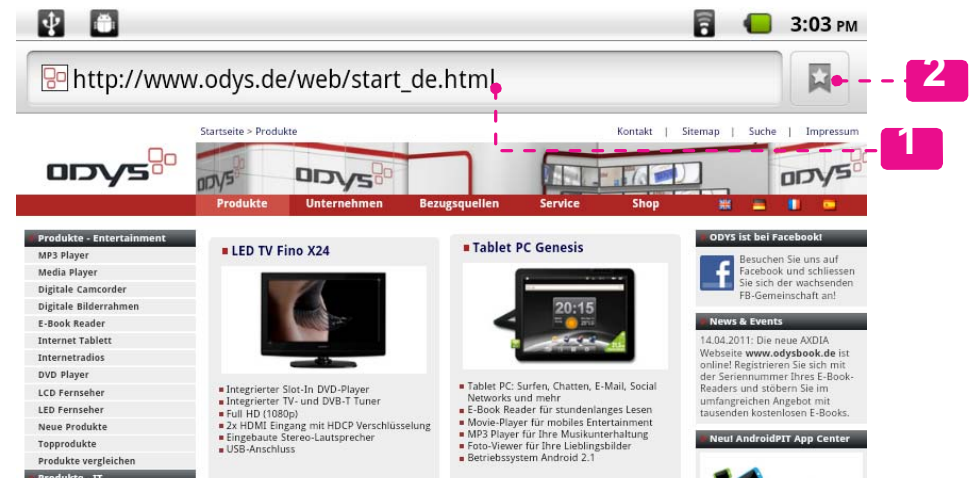 3:03 PM
http://www.odys.de/web/start_de.html
2
1
Startseite > Produkte
Kontakt | Sitemap | Suche | Impressum
ODYS
ODYS
ODYS
ODYS
Produkte Unternehmen Bezugsquellen Service Shop
Produkte - Entertainment
MP3 Player
Media Player
Digitale Camcorder
Digitale Bilderrahmen
E-Book Reader
Internet Tablett
Internetradios
DVD Player
LCD Fernseher
LED Fernseher
Neue Produkte
Topprodukte
Produkte vergleichen
Produkte - IT
LED TV Fino X24
Integrierter Slot-In DVD-Player
Integrierter TV- und DVB-T Tuner
Full HD (1080p)
2x HDMI Eingang mit HDCP Verschlüsselung
Eingebaute Stereo-Lautsprecher
USB-Anschluss
Tablet PC Genesis
20:15
Tablet PC: Surfen, Chatten, E-Mail, Social
Networks und mehr
E-Book Reader für stundenlanges Lesen
Movie-Player für mobiles Entertainment
MP3 Player für Ihre Musikunterhaltung
Foto-Viewer für Ihre Lieblingsbilder
Betriebssystem Android 2.1
ODYS ist bei Facebook!
Besuchen Sie uns auf
Facebook und schliessen
Sie sich der wachsenden
FB-Gemeinschaft an!
News & Events
14.04.2011: Die neue AXDIA
Webseite www.odysbook.de ist
online! Registrieren Sie sich mit
der Seriennummer Ihres E-Book-
Readers und stöbern Sie im
umfangreichen Angebot mit
tausenden kostenlosen E-Books.
Neu! AndroidPIT App Center